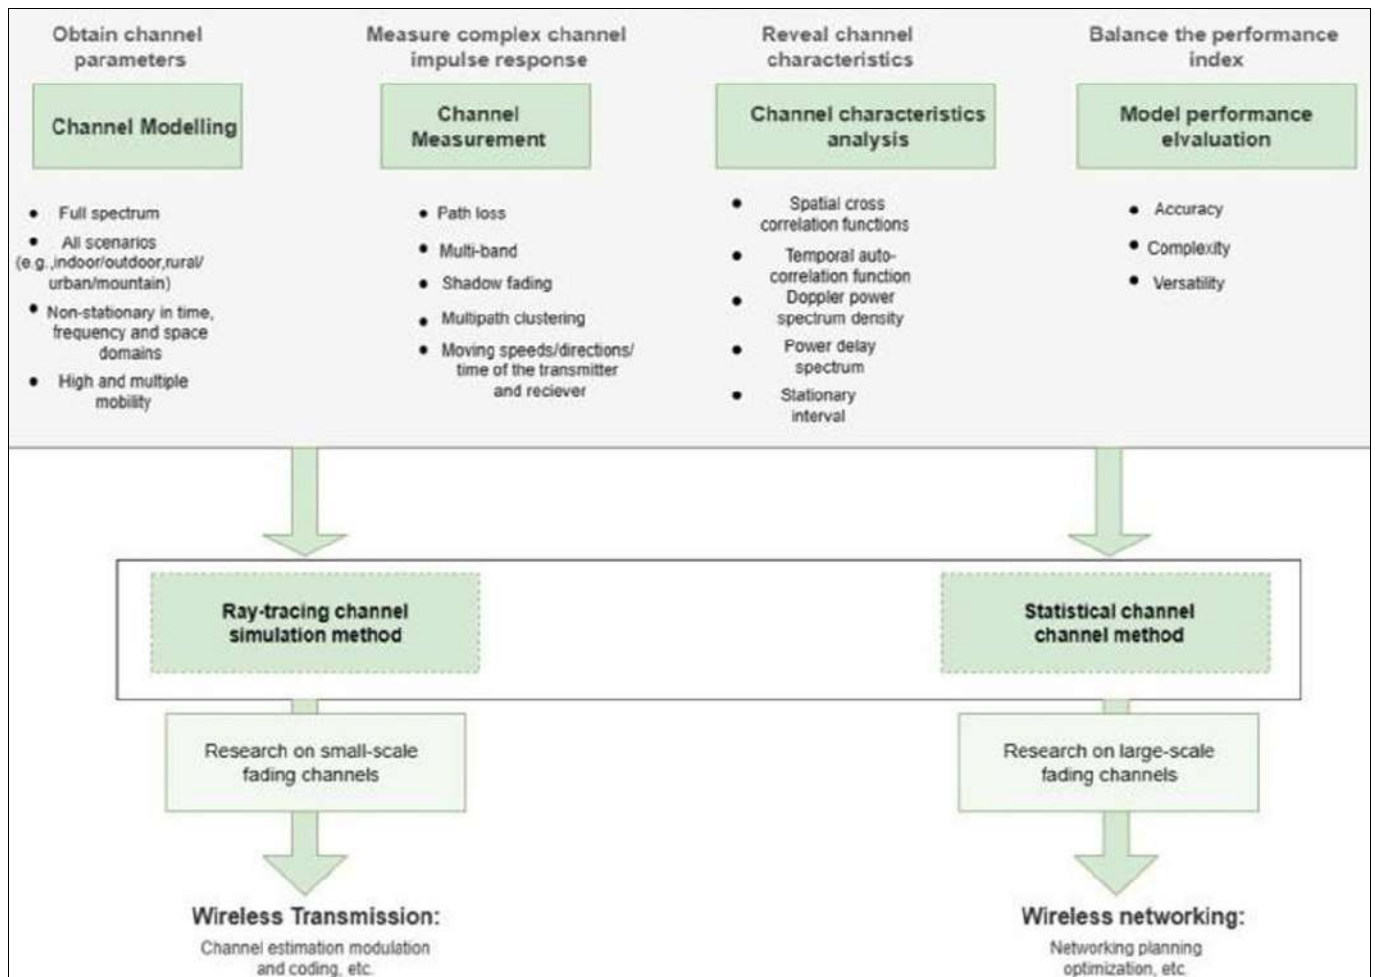 Obtain channel
parameters
Measure complex channel
impulse response
Reveal channel
characteristics
Balance the performance
index
Channel Modelling
Channel
Measurement
Channel characteristics
analysis
Model performance
elvaluation
• Full spectrum
• All scenarios
(e.g.,indoor/outdoor,rural/
urban/mountain)
• Non-stationary in time,
frequency and space
domains
• High and multiple
mobility
• Path loss
• Multi-band
• Shadow fading
• Multipath clustering
• Moving speeds/directions/
time of the transmitter
and reciever
• Spatial cross
correlation functions
• Temporal auto-
correlation function
• Doppler power
spectrum density
• Power delay
spectrum
• Stationary
interval
• Accuracy
• Complexity
• Versatility
Ray-tracing channel
simulation method
Statistical channel
channel method
Research on small-scale
fading channels
Research on large-scale
fading channels
Wireless Transmission:
Channel estimation modulation
and coding, etc.
Wireless networking:
Networking planning
optimization, etc